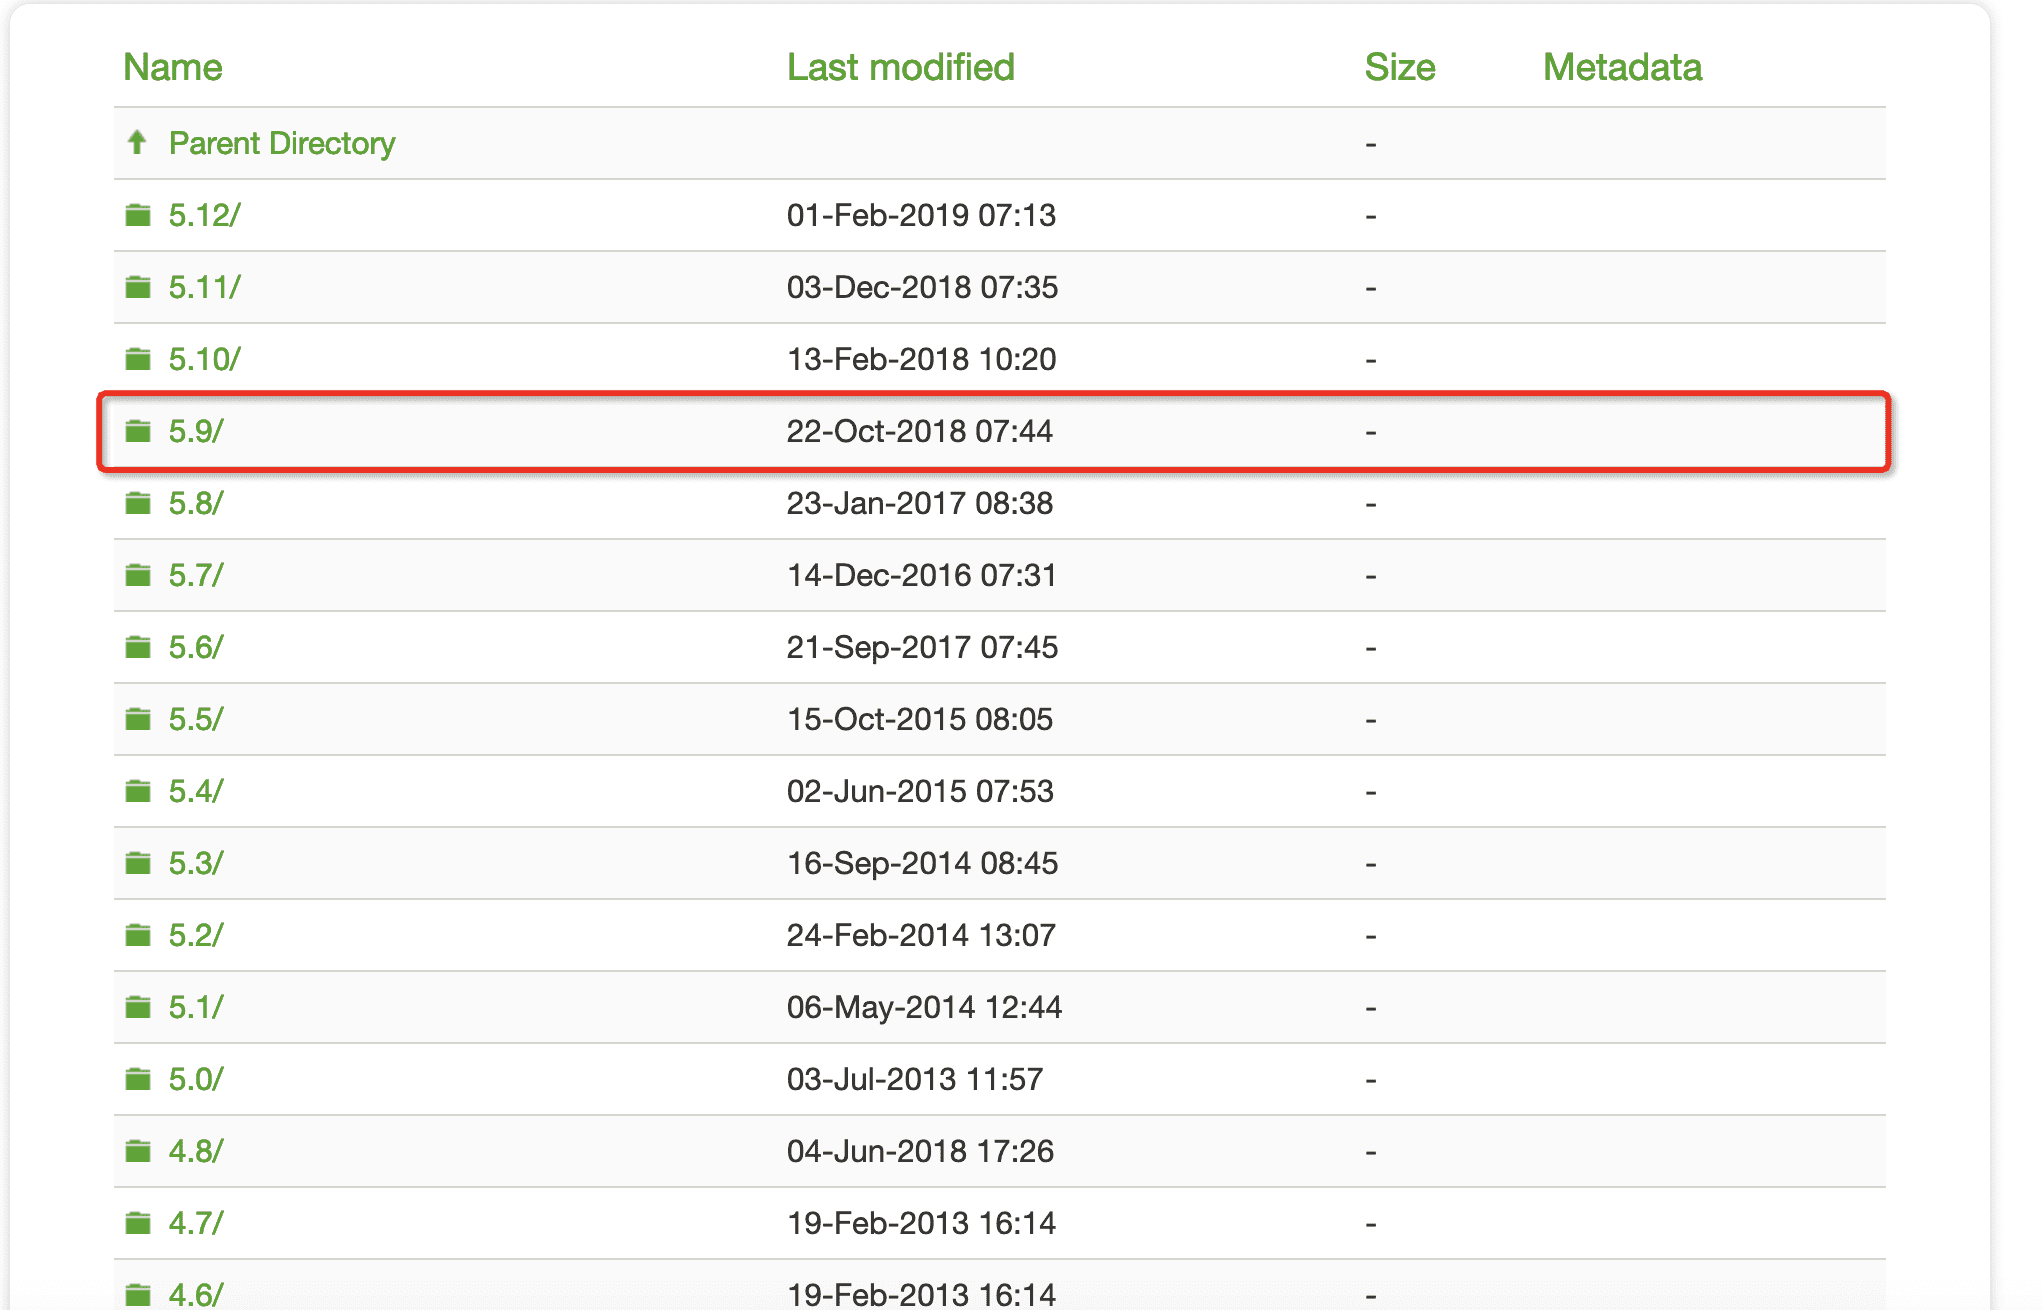 Name Last modified Size Metadata
Parent Directory -
5.12/ 01-Feb-2019 07:13 -
5.11/ 03-Dec-2018 07:35 -
5.10/ 13-Feb-2018 10:20 -
5.9/ 22-Oct-2018 07:44 -
5.8/ 23-Jan-2017 08:38 -
5.7/ 14-Dec-2016 07:31 -
5.6/ 21-Sep-2017 07:45 -
5.5/ 15-Oct-2015 08:05 -
5.4/ 02-Jun-2015 07:53 -
5.3/ 16-Sep-2014 08:45 -
5.2/ 24-Feb-2014 13:07 -
5.1/ 06-May-2014 12:44 -
5.0/ 03-Jul-2013 11:57 -
4.8/ 04-Jun-2018 17:26 -
4.7/ 19-Feb-2013 16:14 -
4.6/ 19-Feb-2013 16:14 -